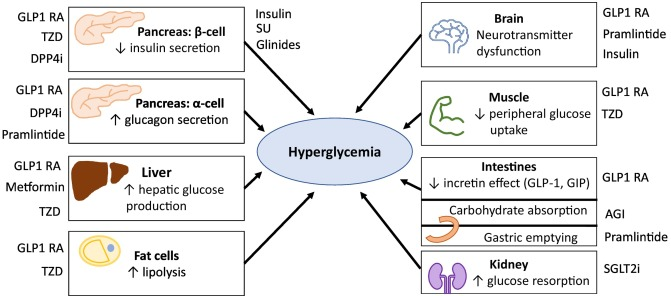 GLP1 RA
TZD
DPP4i
Pancreas: β-cell
↓ insulin secretion
Insulin
SU
Glinides
GLP1 RA
DPP4i
Pramlintide
Pancreas: α-cell
↑ glucagon secretion
GLP1 RA
Metformin
TZD
Liver
↑ hepatic glucose
production
GLP1 RA
TZD
Fat cells
↑ lipolysis
Hyperglycemia
Brain
Neurotransmitter
dysfunction
GLP1 RA
Pramlintide
Insulin
Muscle
↓ peripheral glucose
uptake
GLP1 RA
TZD
Intestines
↓ incretin effect (GLP-1, GIP)
GLP1 RA
Carbohydrate absorption
AGI
Gastric emptying
Pramlintide
Kidney
↑ glucose resorption
SGLT2i